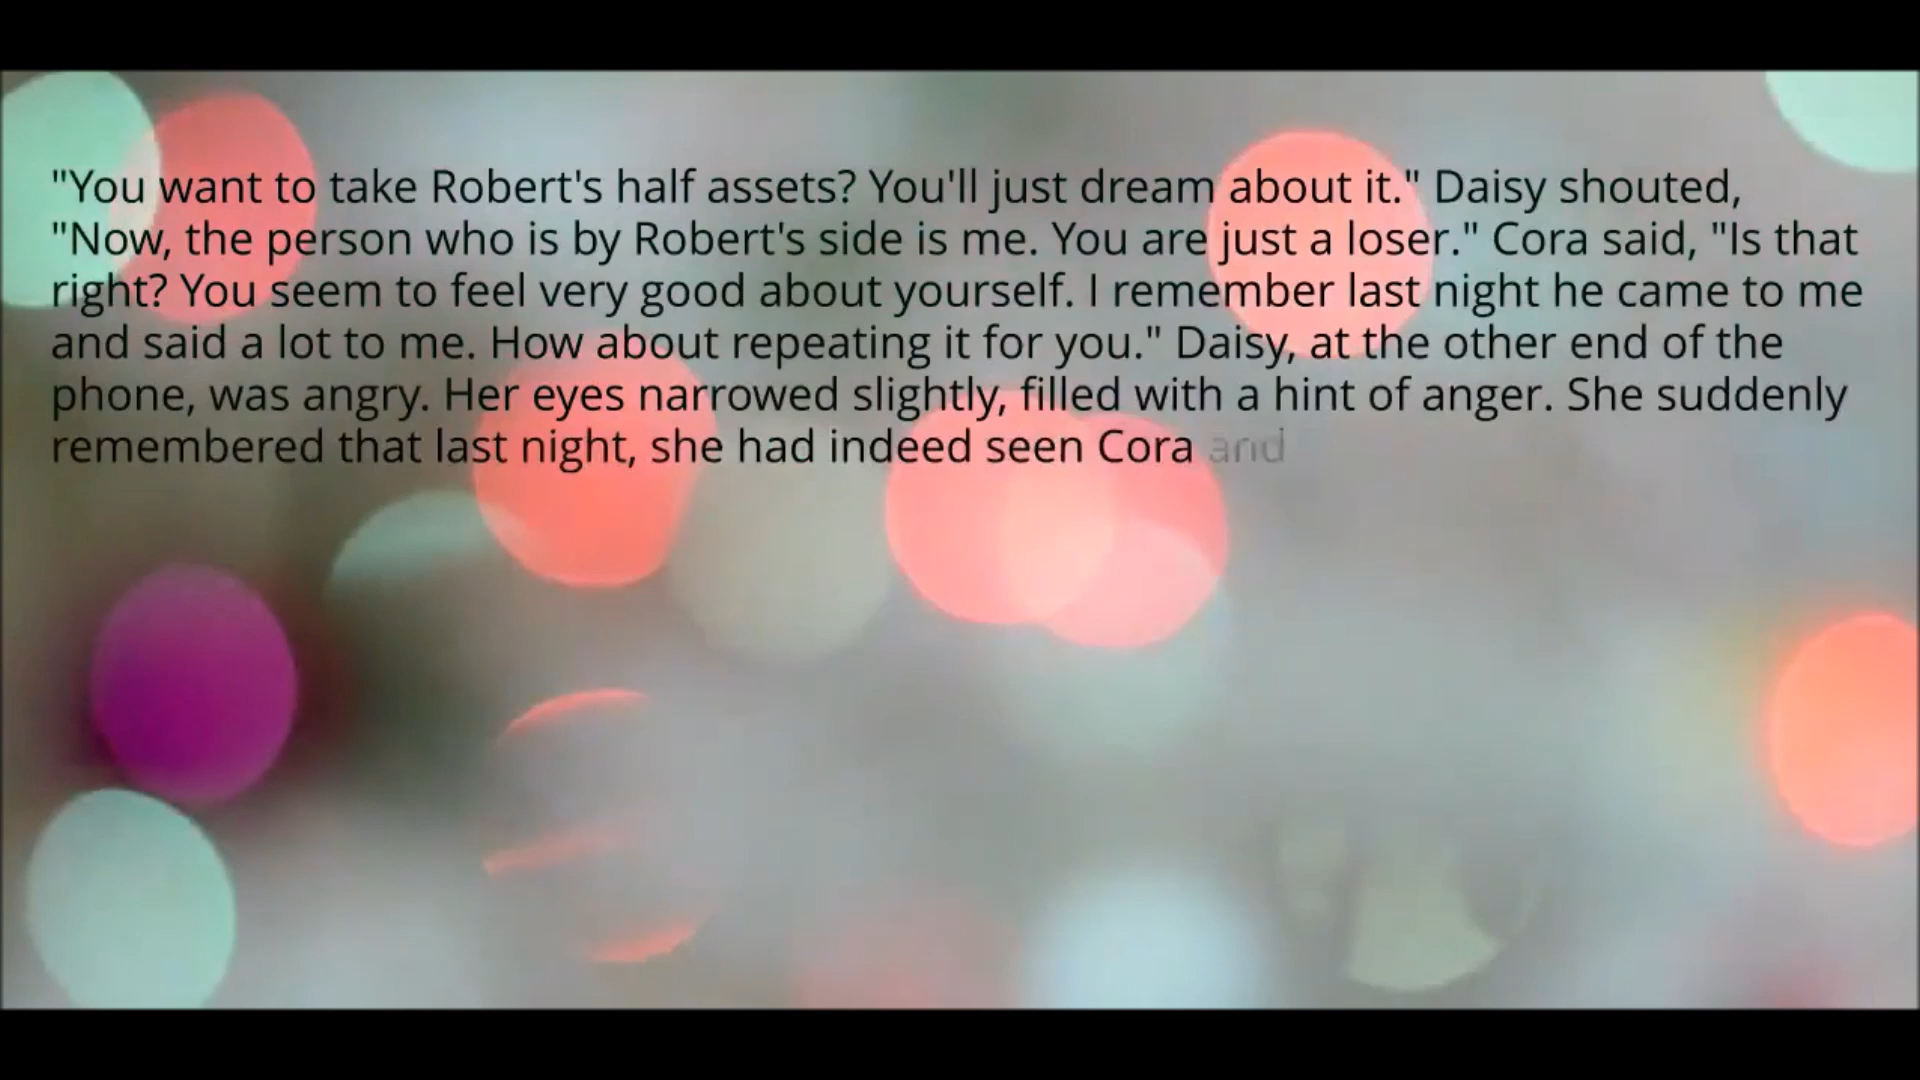 "You want to take Robert's half assets? You'll just dream about it." Daisy shouted,
"Now, the person who is by Robert's side is me. You are just a loser." Cora said, "Is that
right? You seem to feel very good about yourself. I remember last night he came to me
and said a lot to me. How about repeating it for you." Daisy, at the other end of the
phone, was angry. Her eyes narrowed slightly, filled with a hint of anger. She suddenly
remembered that last night, she had indeed seen Cora and